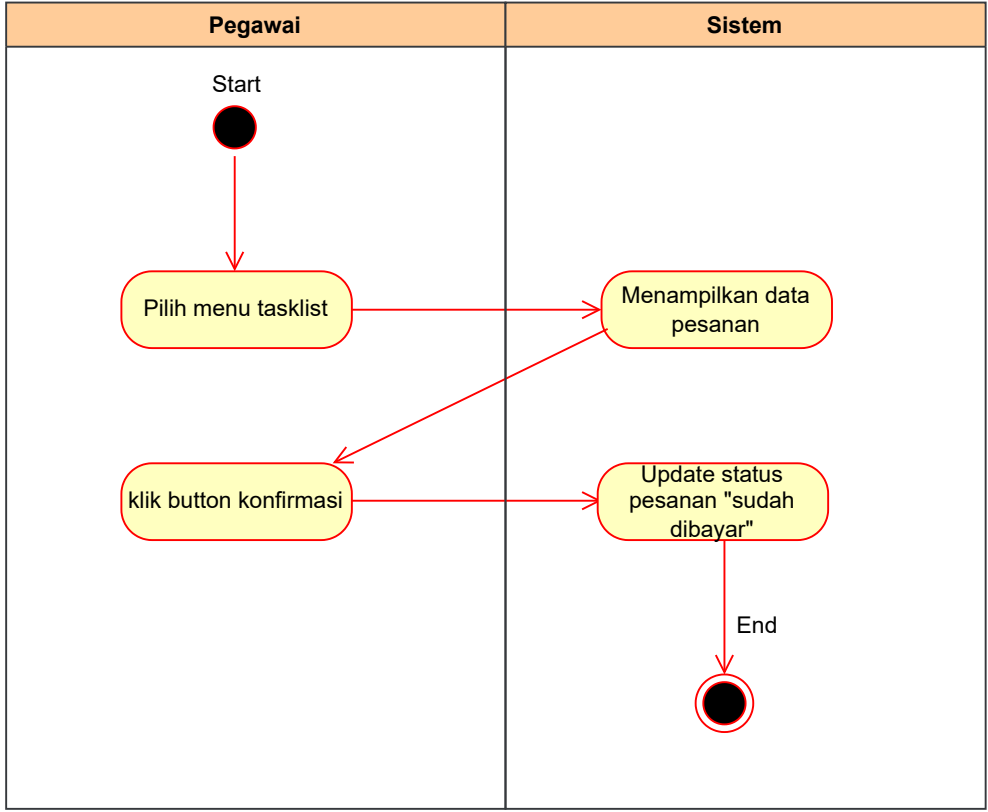 Pegawai
Sistem
Start
Pilih menu tasklist
Menampilkan data
pesanan
klik button konfirmasi
Update status
pesanan "sudah
dibayar"
End